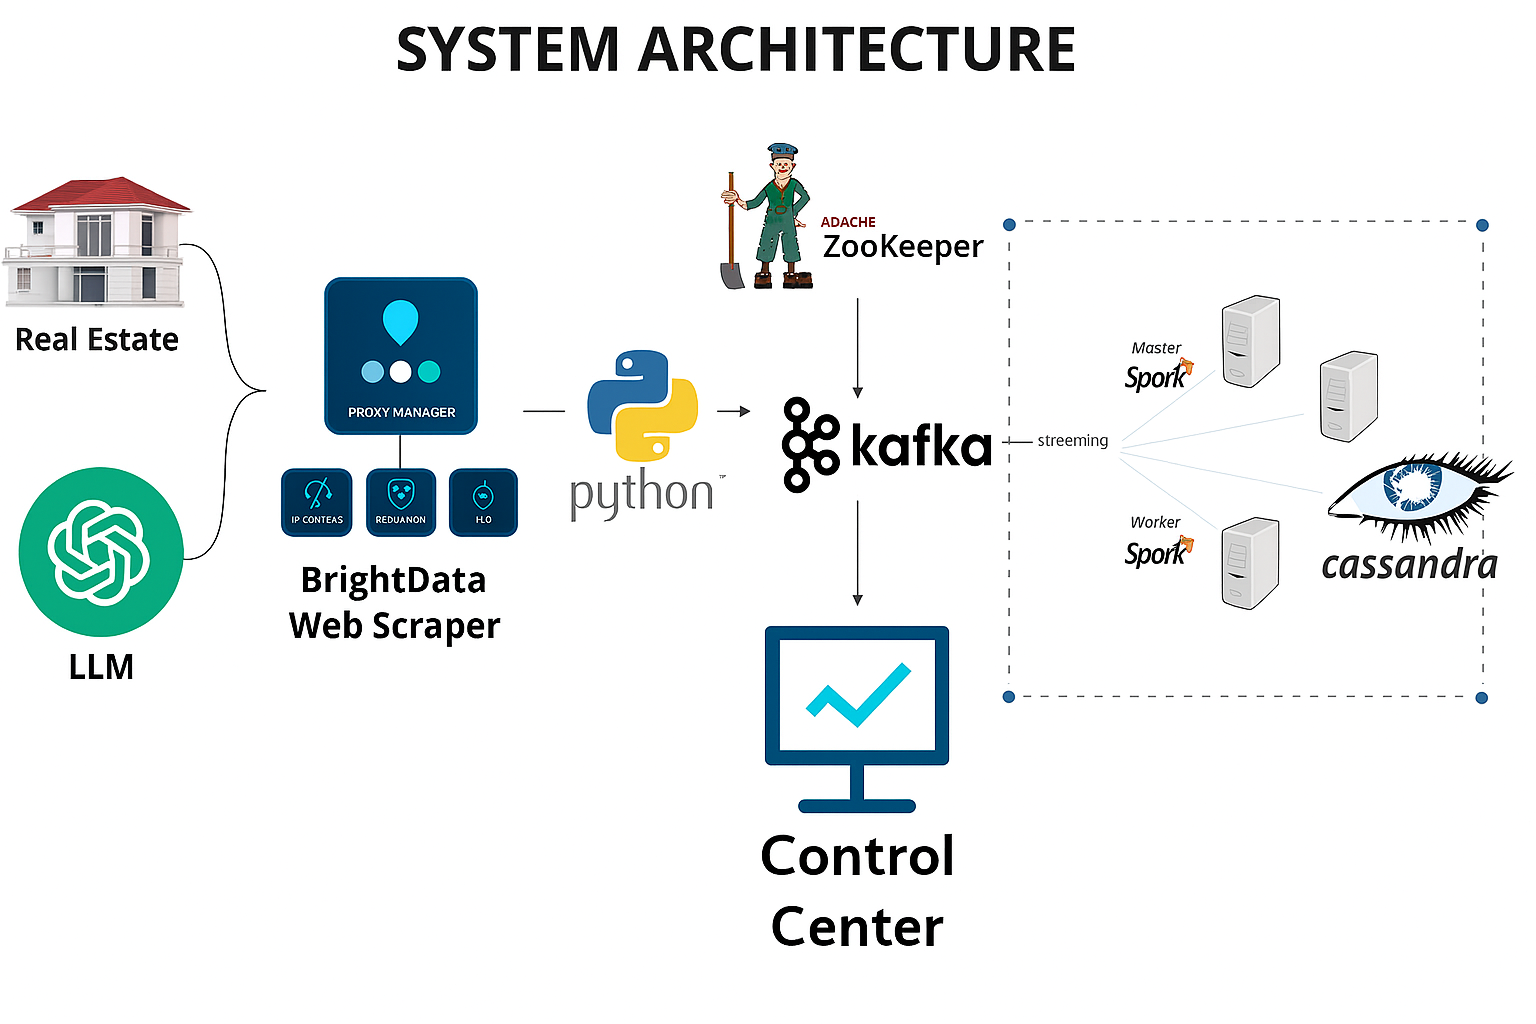 SYSTEM ARCHITECTURE
ADACHE
ZooKeeper
Real Estate
PROXY MANAGER
IP CONTEAS
REDUANON
H.O
BrightData
Web Scraper
LLM
python™
kafka
streeming
Master
Spork
Worker
Spork
cassandra
Control
Center